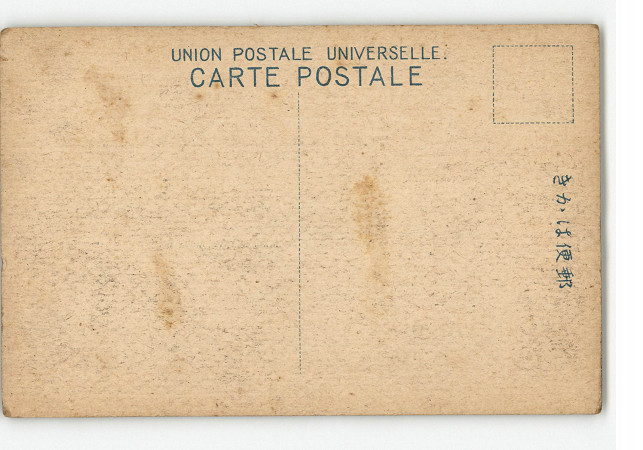 UNION POSTALE UNIVERSELLE.
CARTE POSTALE
きかは便郵